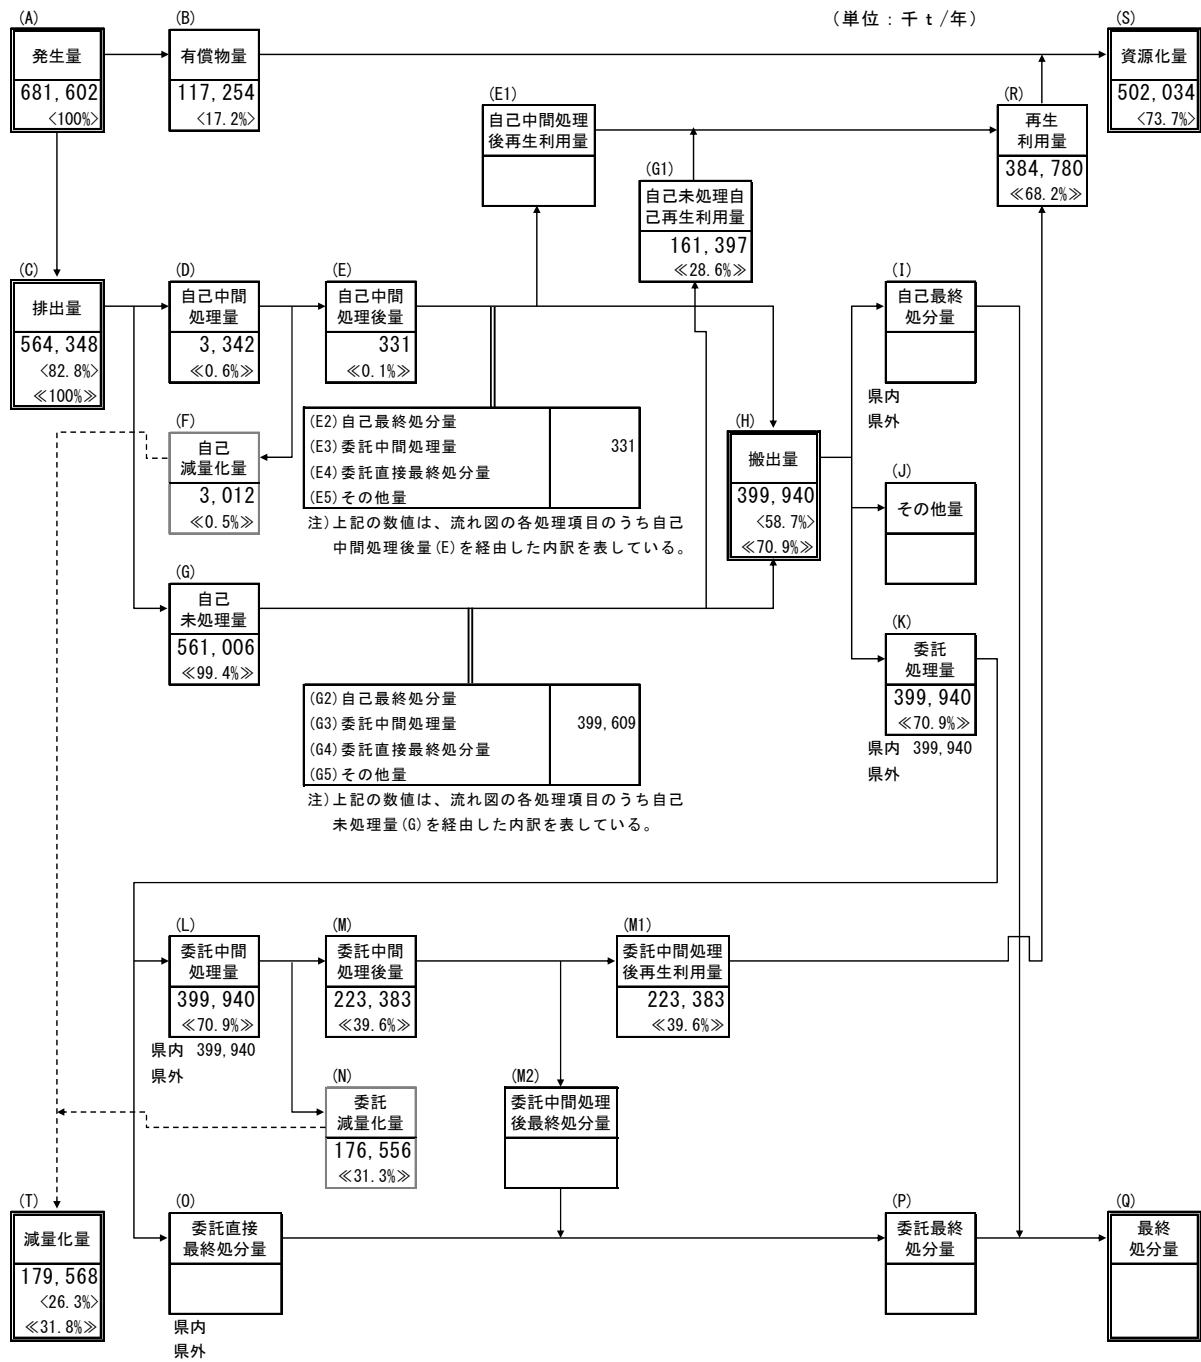 (単位：千ｔ/年)
(A)
発生量
681,602
<100%>
(B)
有償物量
117,254
<17.2%>
(S)
資源化量
502,034
<73.7%>
(E1)
自己中間処理
後再生利用量
(R)
再生
利用量
384,780
≪68.2%≫
(G1)
自己未処理自
己再生利用量
161,397
≪28.6%≫
(C)
排出量
564,348
<82.8%>
≪100%≫
(D)
自己中間
処理量
3,342
≪0.6%≫
(E)
自己中間
処理後量
331
≪0.1%≫
(I)
自己最終
処分量
県内
県外
(F)
自己
減量化量
3,012
≪0.5%≫
(E2)自己最終処分量
(E3)委託中間処理量 331
(E4)委託直接最終処分量
(E5)その他量
注)上記の数値は、流れ図の各処理項目のうち自己
中間処理後量(E)を経由した内訳を表している。
(H)
搬出量
399,940
<58.7%>
≪70.9%≫
(J)
その他量
(G)
自己
未処理量
561,006
≪99.4%≫
(K)
委託
処理量
399,940
≪70.9%≫
県内 399,940
県外
(G2)自己最終処分量
(G3)委託中間処理量 399,609
(G4)委託直接最終処分量
(G5)その他量
注)上記の数値は、流れ図の各処理項目のうち自己
未処理量(G)を経由した内訳を表している。
(L)
委託中間
処理量
399,940
≪70.9%≫
県内 399,940
県外
(M)
委託中間
処理後量
223,383
≪39.6%≫
(M1)
委託中間処理
後再生利用量
223,383
≪39.6%≫
(N)
委託
減量化量
176,556
≪31.3%≫
(M2)
委託中間処理
後最終処分量
(T)
減量化量
179,568
<26.3%>
≪31.8%≫
(O)
委託直接
最終処分量
県内
県外
(P)
委託最終
処分量
(Q)
最終
処分量